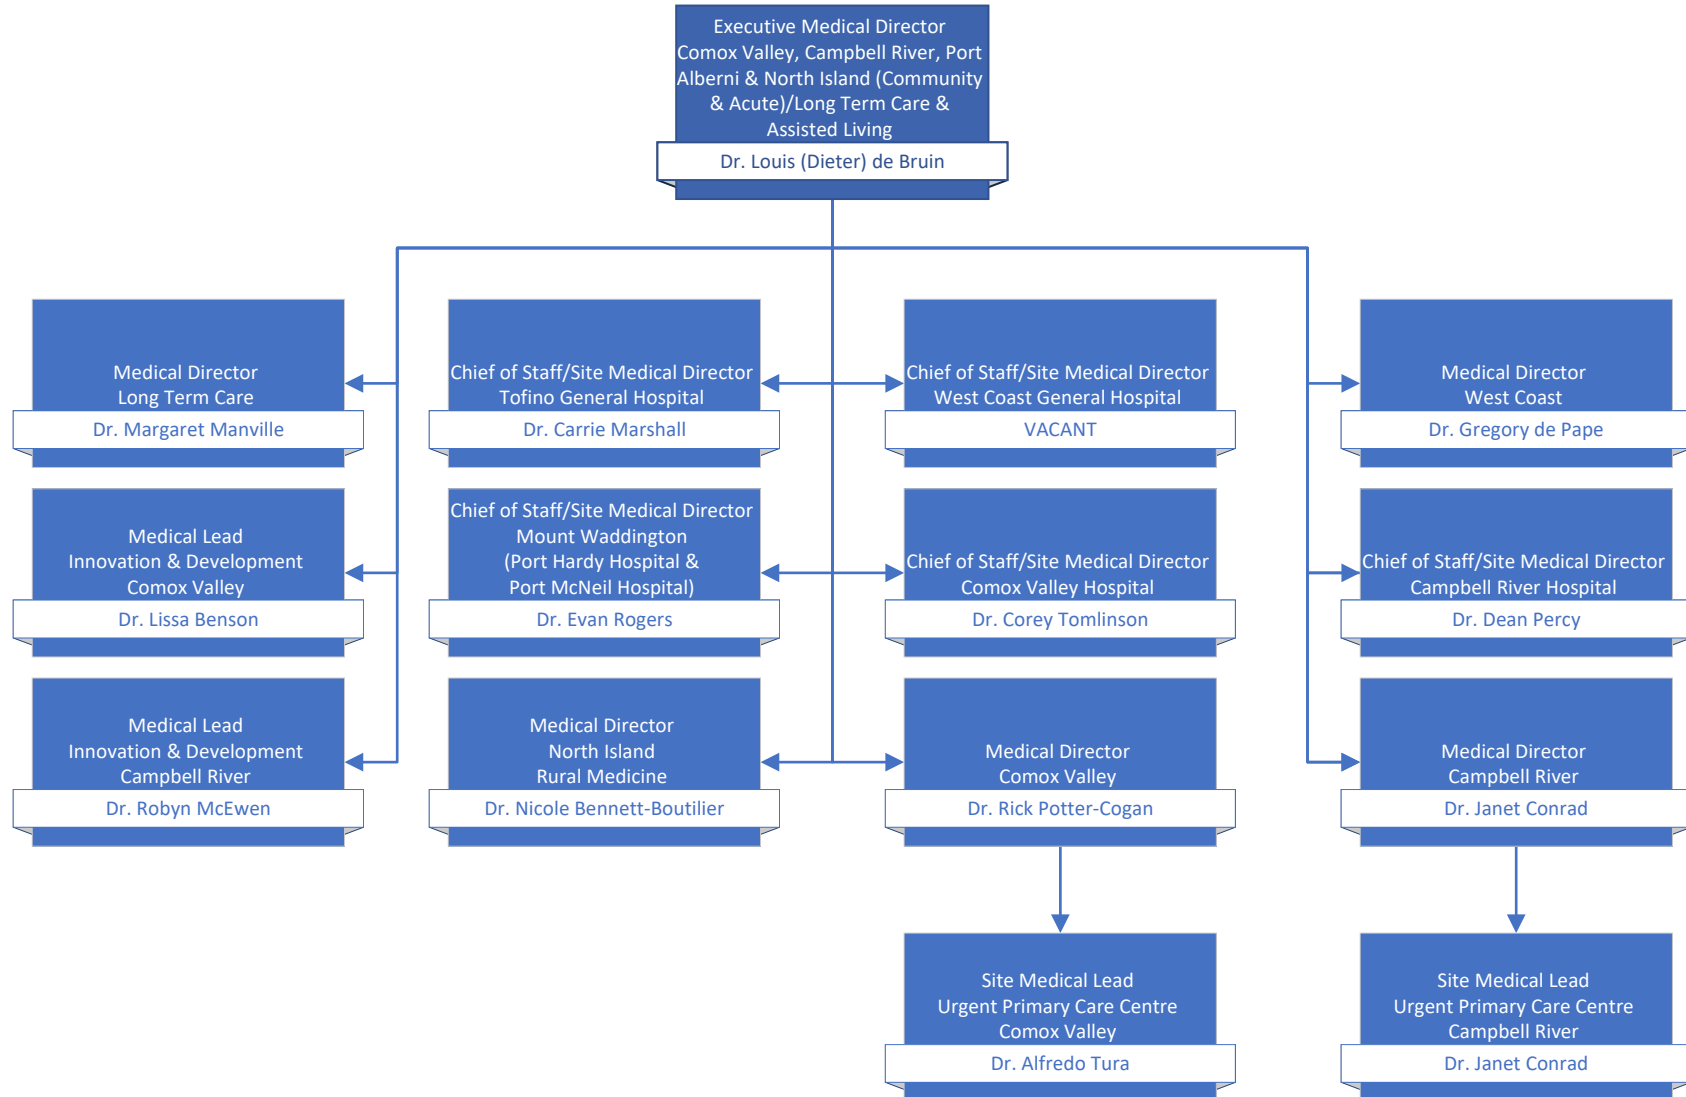 Executive Medical Director
Comox Valley, Campbell River, Port
Alberni & North Island (Community
& Acute)/Long Term Care &
Assisted Living
Dr. Louis (Dieter) de Bruin
Medical Director
Long Term Care
Dr. Margaret Manville
Chief of Staff/Site Medical Director
Tofino General Hospital
Dr. Carrie Marshall
Chief of Staff/Site Medical Director
West Coast General Hospital
VACANT
Medical Director
West Coast
Dr. Gregory de Pape
Medical Lead
Innovation & Development
Comox Valley
Dr. Lissa Benson
Chief of Staff/Site Medical Director
Mount Waddington
(Port Hardy Hospital &
Port McNeil Hospital)
Dr. Evan Rogers
Chief of Staff/Site Medical Director
Comox Valley Hospital
Dr. Corey Tomlinson
Chief of Staff/Site Medical Director
Campbell River Hospital
Dr. Dean Percy
Medical Lead
Innovation & Development
Campbell River
Dr. Robyn McEwen
Medical Director
North Island
Rural Medicine
Dr. Nicole Bennett-Boutilier
Medical Director
Comox Valley
Dr. Rick Potter-Cogan
Medical Director
Campbell River
Dr. Janet Conrad
Site Medical Lead
Urgent Primary Care Centre
Comox Valley
Dr. Alfredo Tura
Site Medical Lead
Urgent Primary Care Centre
Campbell River
Dr. Janet Conrad